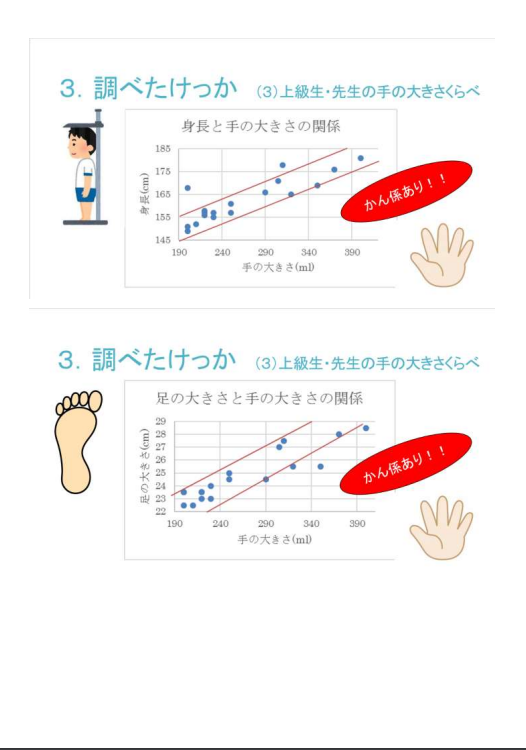 3．調べたけっか （3）上級生・先生の手の大きさくらべ
身長と手の大きさの関係
185
175
165
155
145
身長(cm)
190 240 290 340 390
手の大きさ(ml)
かん係あり！！
3．調べたけっか （3）上級生・先生の手の大きさくらべ
足の大きさと手の大きさの関係
29
28
27
26
25
24
23
22
足の大きさ(cm)
190 240 290 340 390
手の大きさ(ml)
かん係あり！！